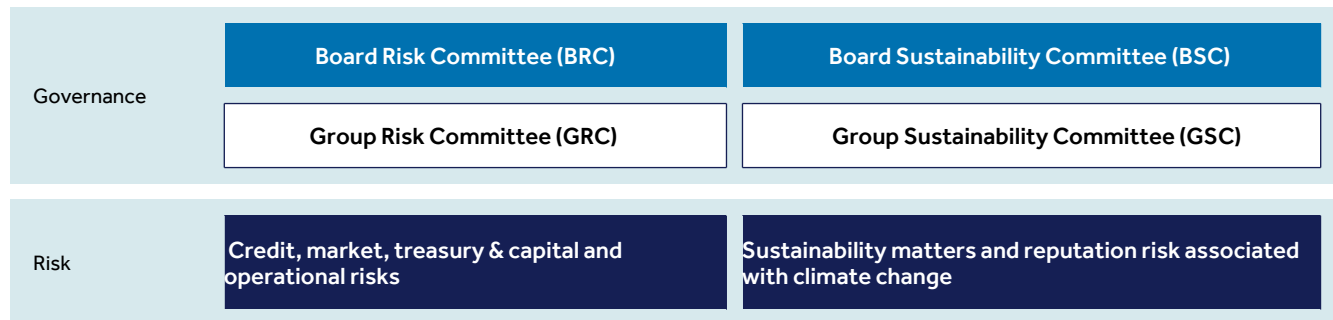 Governance
Board Risk Committee (BRC)
Board Sustainability Committee (BSC)
Group Risk Committee (GRC)
Group Sustainability Committee (GSC)
Risk
Credit, market, treasury & capital and
operational risks
Sustainability matters and reputation risk associated
with climate change